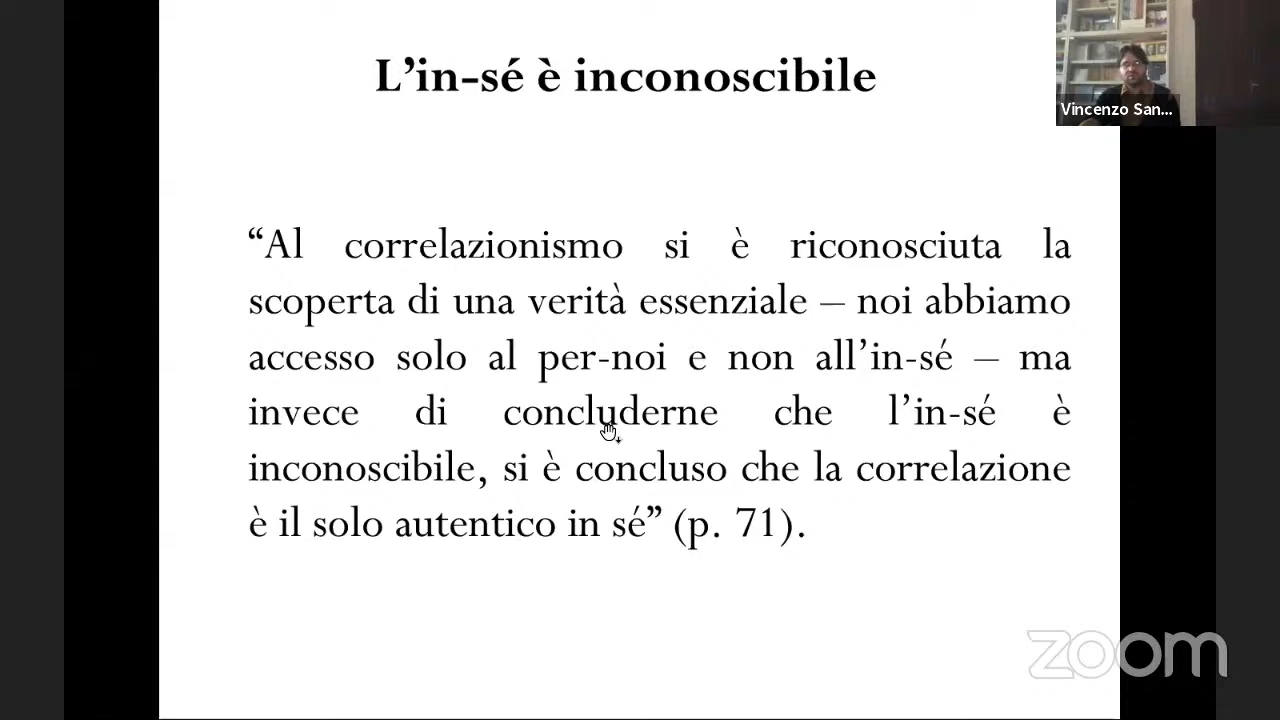 L’in-sé è inconoscibile
Vincenzo San...
“Al correlazionismo si è riconosciuta la
scoperta di una verità essenziale – noi abbiamo
accesso solo al per-noi e non all’in-sé – ma
invece di concluderne che l’in-sé è
inconoscibile, si è concluso che la correlazione
è il solo autentico in sé” (p. 71).
zoom